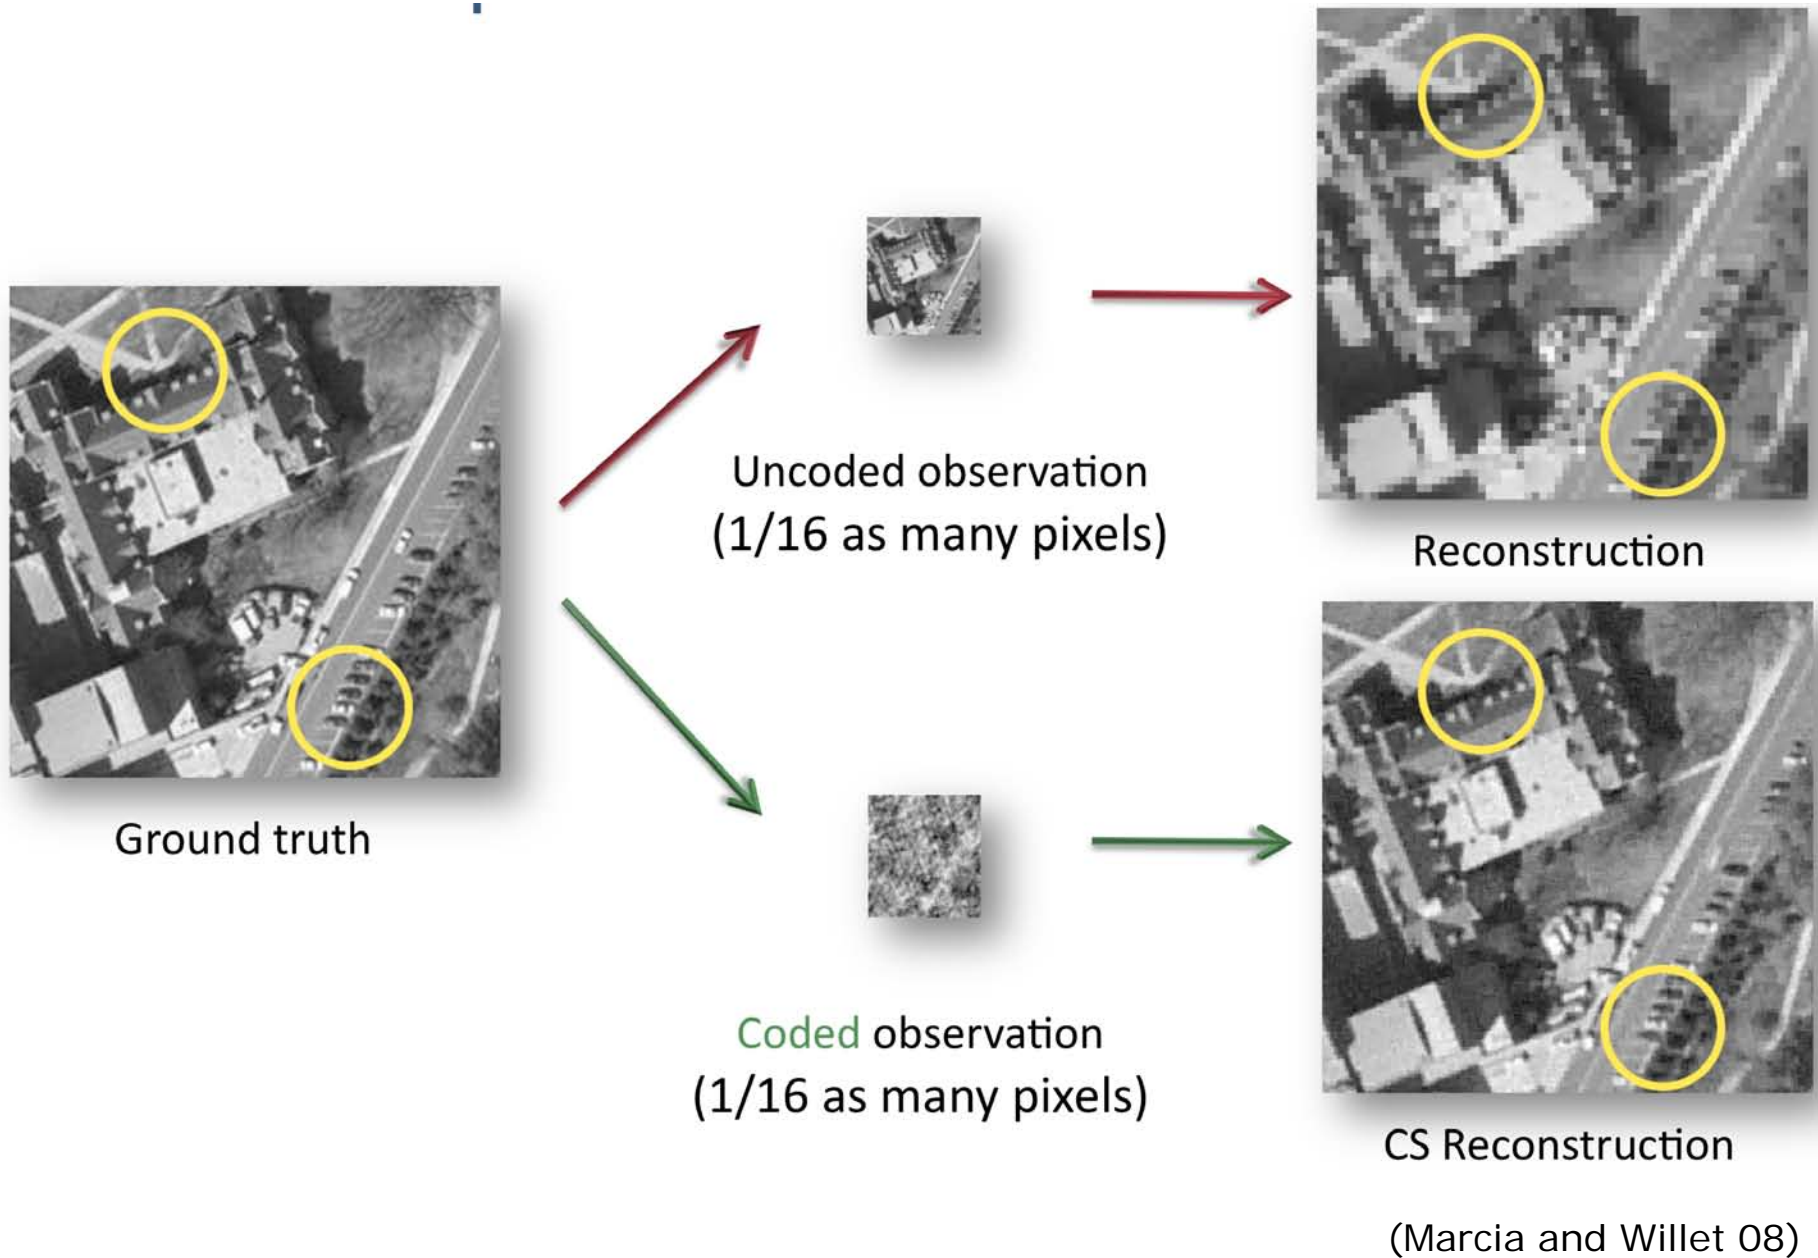 Uncoded observation
(1/16 as many pixels)
Reconstruction
Ground truth
Coded observation
(1/16 as many pixels)
CS Reconstruction
(Marcia and Willet 08)